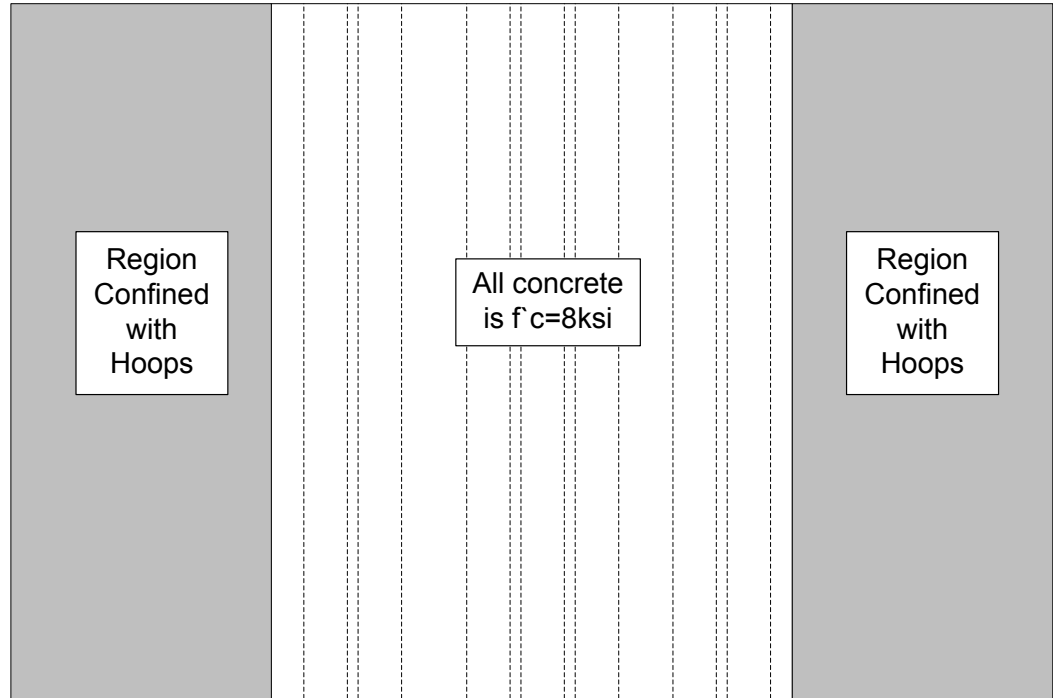 Region
Confined
with
Hoops
All concrete
is f`c=8ksi
Region
Confined
with
Hoops